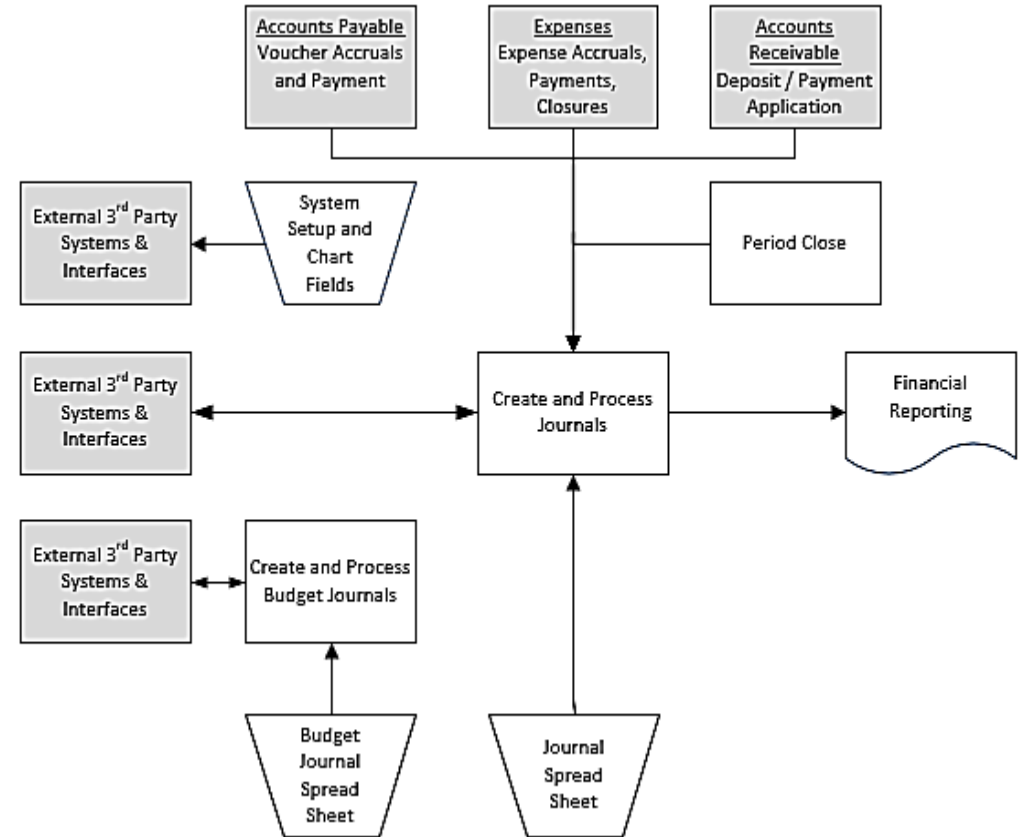 Accounts Payable
Voucher Accruals
and Payment
Expenses
Expense Accruals,
Payments,
Closures
Accounts
Receivable
Deposit / Payment
Application
External 3rd Party
Systems &
Interfaces
System
Setup and
Chart
Fields
Period Close
External 3rd Party
Systems &
Interfaces
Create and Process
Journals
Financial
Reporting
External 3rd Party
Systems &
Interfaces
Create and Process
Budget Journals
Budget
Journal
Spread
Sheet
Journal
Spread
Sheet